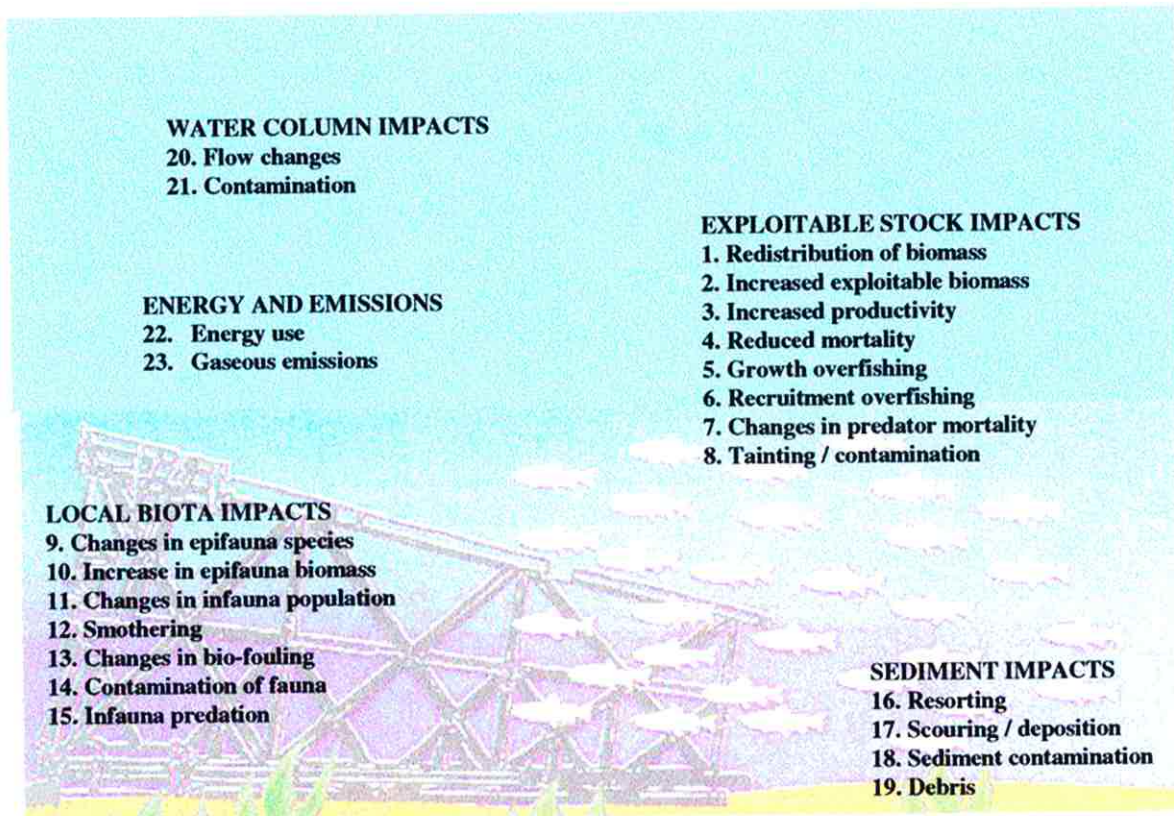 WATER COLUMN IMPACTS
20. Flow changes
21. Contamination
EXPLOITABLE STOCK IMPACTS
1. Redistribution of biomass
2. Increased exploitable biomass
3. Increased productivity
4. Reduced mortality
5. Growth overfishing
6. Recruitment overfishing
7. Changes in predator mortality
8. Tainting / contamination
ENERGY AND EMISSIONS
22. Energy use
23. Gaseous emissions
LOCAL BIOTA IMPACTS
9. Changes in epifauna species
10. Increase in epifauna biomass
11. Changes in infauna population
12. Smothering
13. Changes in bio-fouling
14. Contamination of fauna
15. Infauna predation
SEDIMENT IMPACTS
16. Resorting
17. Scouring / deposition
18. Sediment contamination
19. Debris